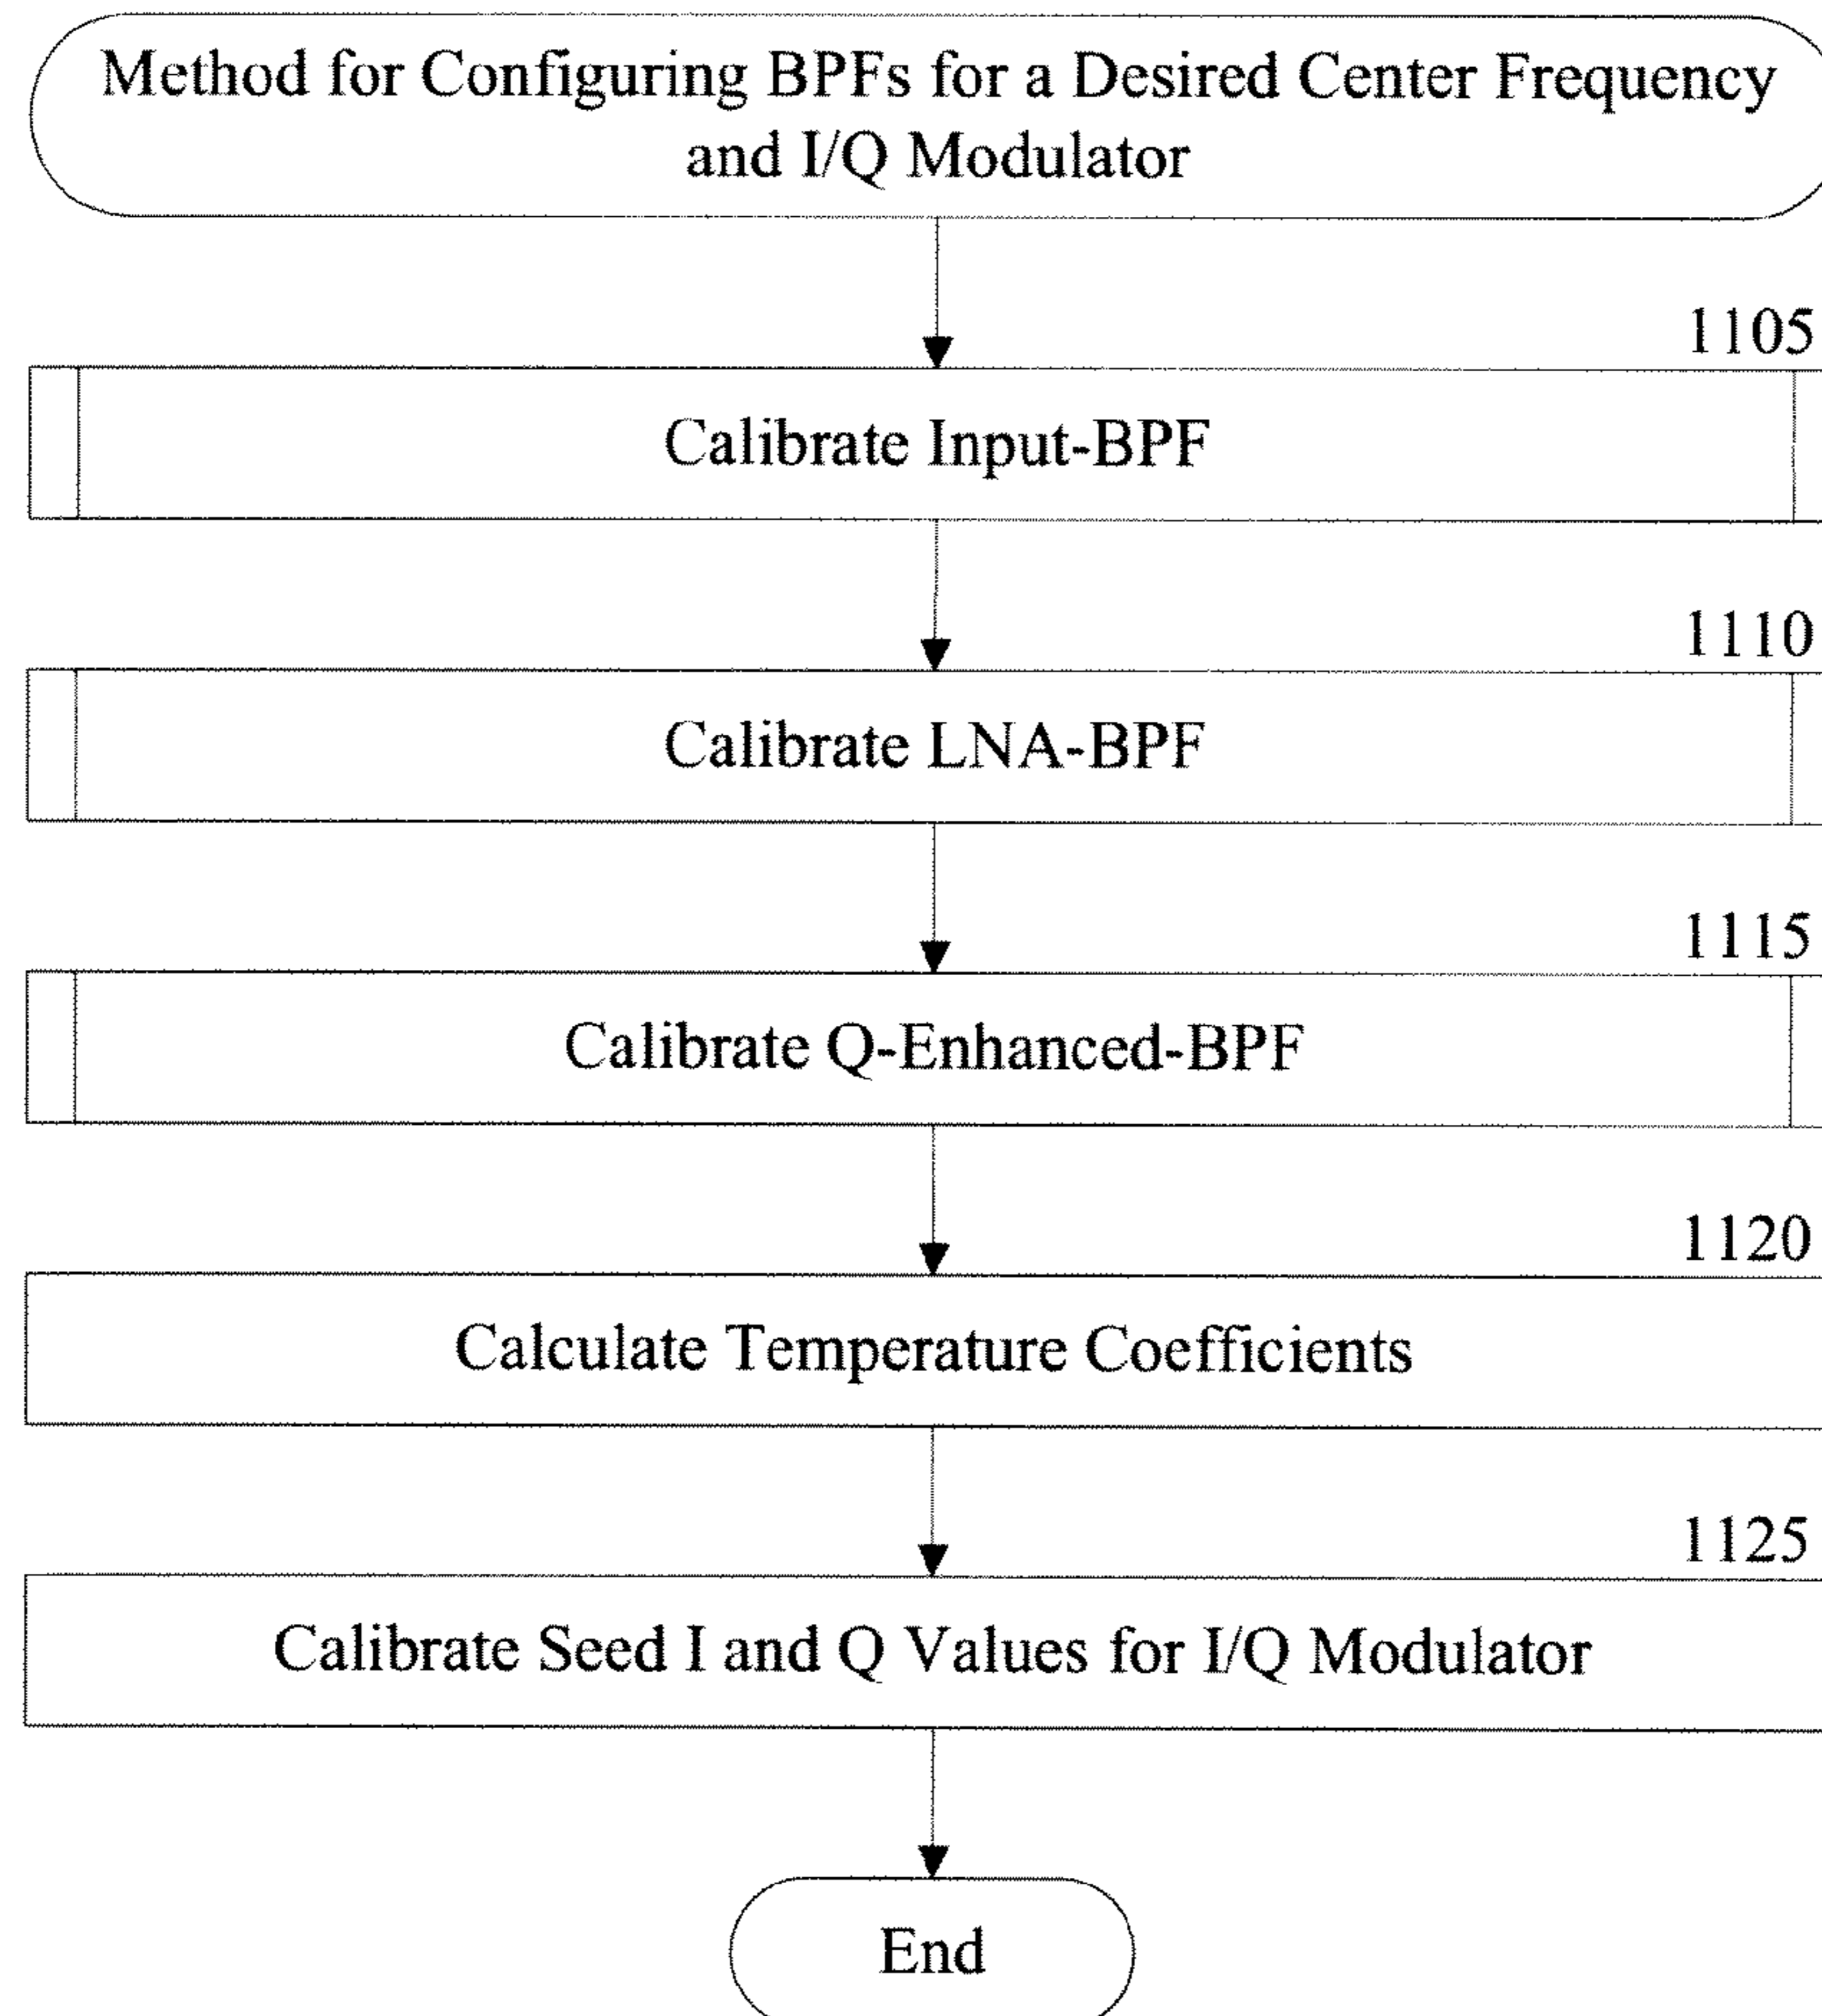 Method for Configuring BPFs for a Desired Center Frequency
and I/Q Modulator
1105
Calibrate Input-BPF
1110
Calibrate LNA-BPF
1115
Calibrate Q-Enhanced-BPF
1120
Calculate Temperature Coefficients
1125
Calibrate Seed I and Q Values for I/Q Modulator
End